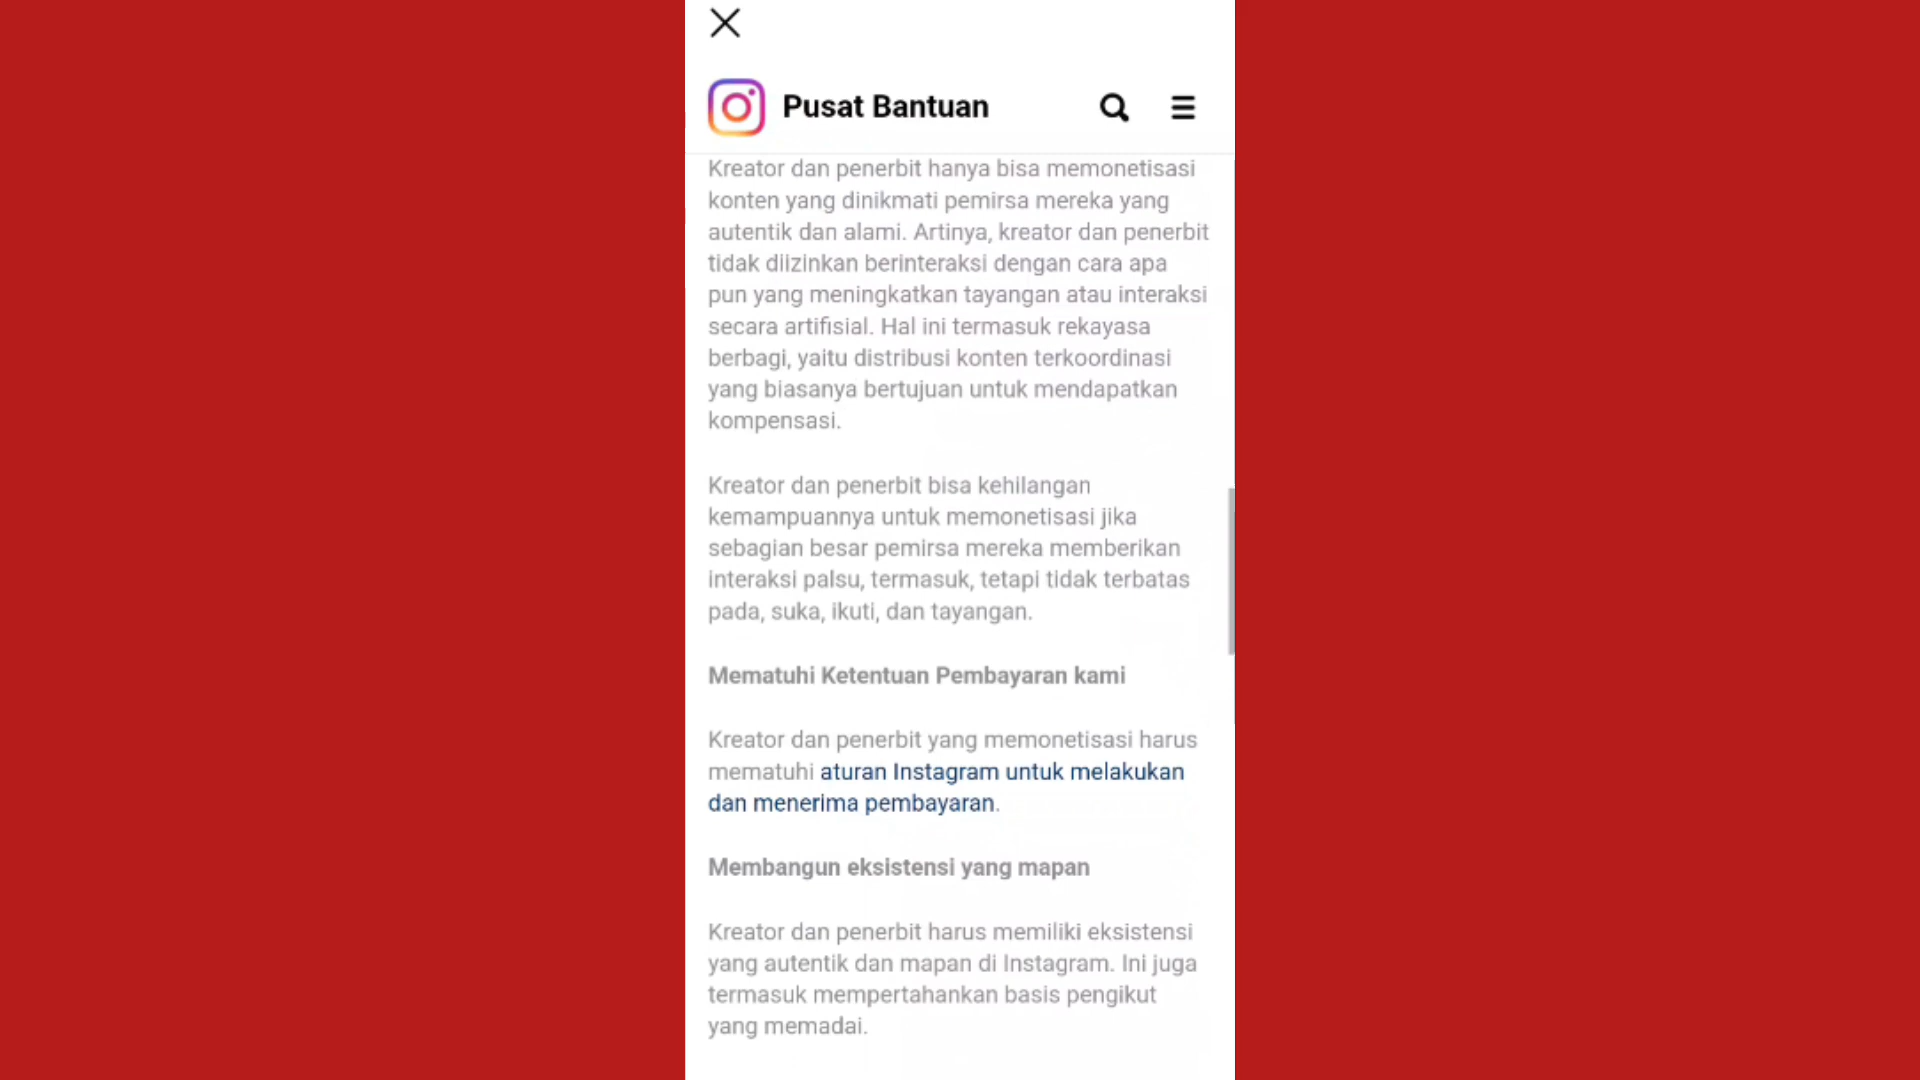 Pusat Bantuan
Kreator dan penerbit hanya bisa memonetisasi
konten yang dinikmati pemirsa mereka yang
autentik dan alami. Artinya, kreator dan penerbit
tidak diizinkan berinteraksi dengan cara apa
pun yang meningkatkan tayangan atau interaksi
secara artifisial. Hal ini termasuk rekayasa
berbagi, yaitu distribusi konten terkoordinasi
yang biasanya bertujuan untuk mendapatkan
kompensasi.
Kreator dan penerbit bisa kehilangan
kemampuannya untuk memonetisasi jika
sebagian besar pemirsa mereka memberikan
interaksi palsu, termasuk, tetapi tidak terbatas
pada, suka, ikuti, dan tayangan.
Mematuhi Ketentuan Pembayaran kami
Kreator dan penerbit yang memonetisasi harus
mematuhi aturan Instagram untuk melakukan
dan menerima pembayaran.
Membangun eksistensi yang mapan
Kreator dan penerbit harus memiliki eksistensi
yang autentik dan mapan di Instagram. Ini juga
termasuk mempertahankan basis pengikut
yang memadai.